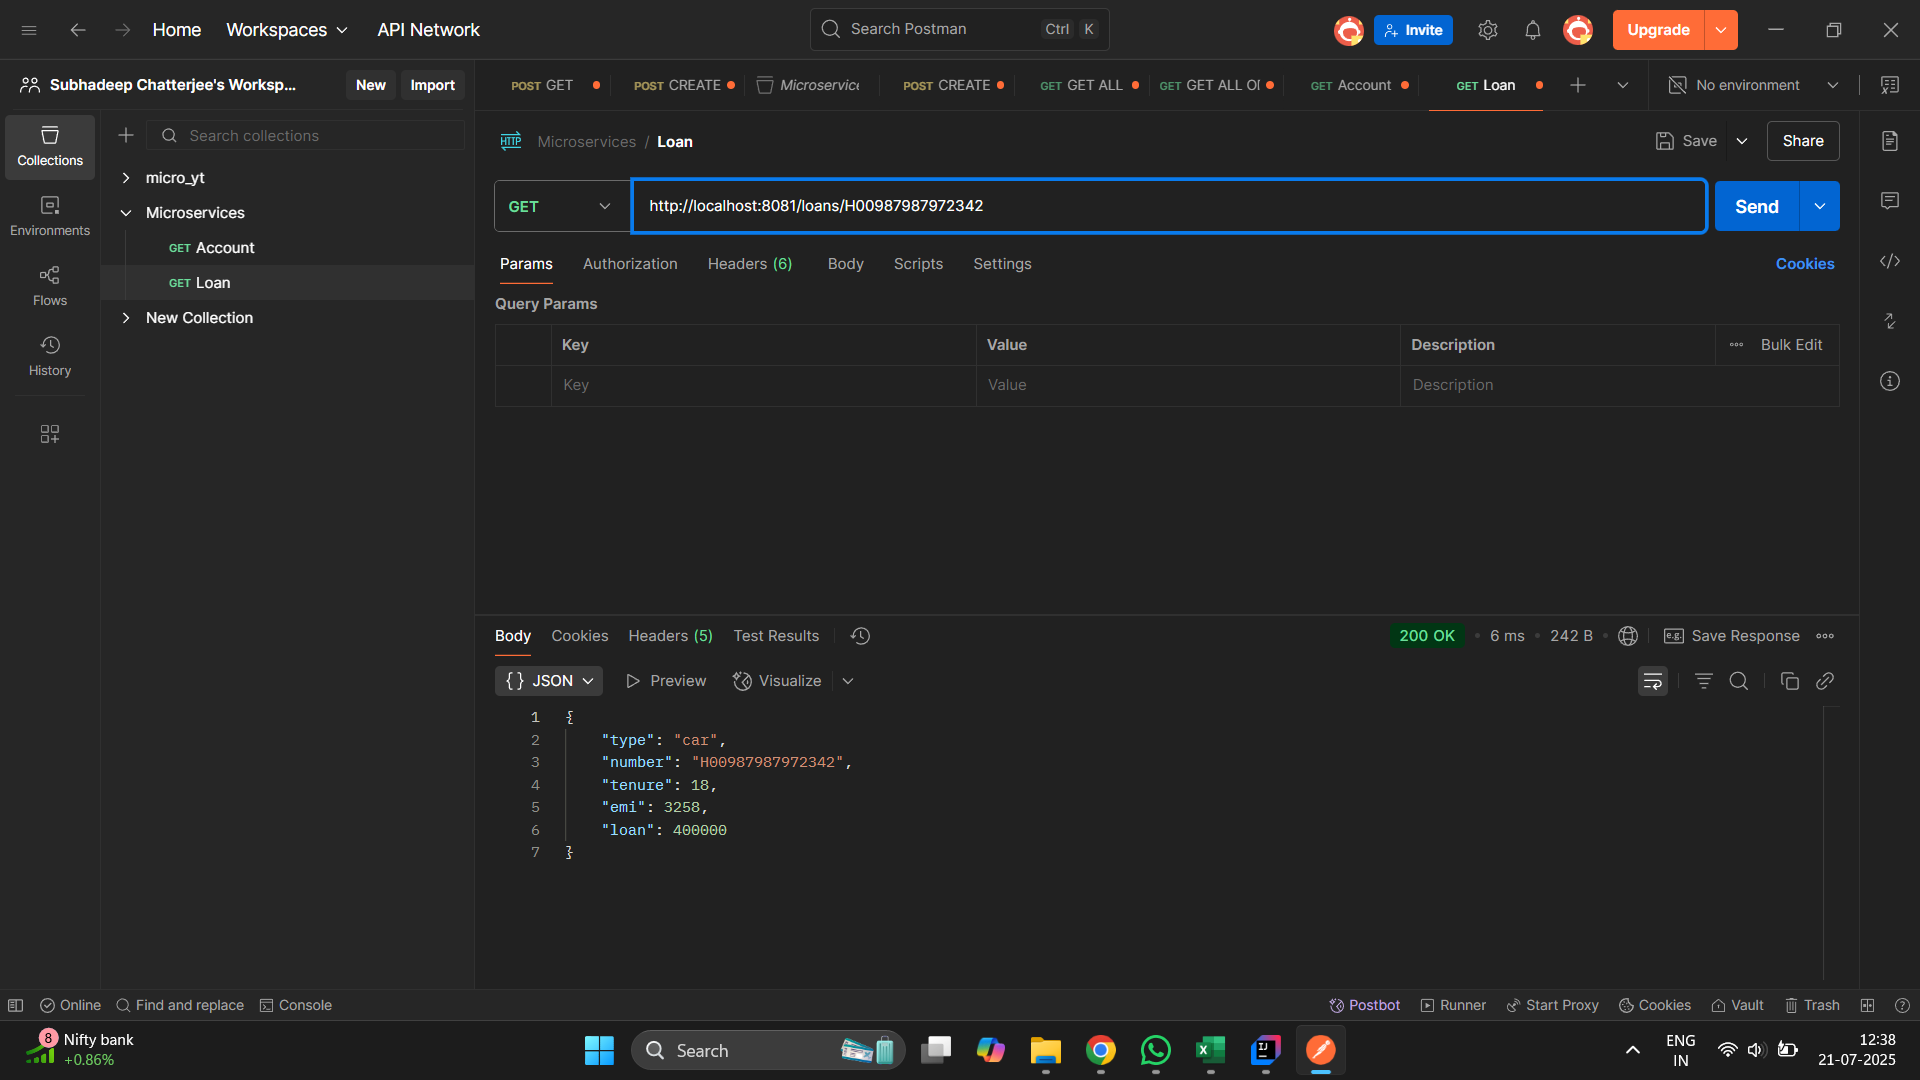 Home
Workspaces
API Network
Search Postman
Ctrl
K
Invite
Upgrade
Subhadeep Chatterjee's Worksp...
New
Import
POST GET
POST CREATE
Microservice
POST CREATE
GET GET ALL
GET GET ALL
GET Account
GET Loan
No environment
Collections
Environments
Flows
History
Search collections
micro_yt
Microservices
GET Account
GET Loan
New Collection
HTTP
Microservices / Loan
Save
Share
GET
http://localhost:8081/loans/H00987987972342
Send
Params
Authorization
Headers (6)
Body
Scripts
Settings
Cookies
Query Params
Key
Value
Description
Bulk Edit
Key
Value
Description
Body
Cookies
Headers (5)
Test Results
200 OK
6 ms
242 B
e.g.
Save Response
{} JSON
Preview
Visualize
1 {
2 "type": "car",
3 "number": "H00987987972342",
4 "tenure": 18,
5 "emi": 3258,
6 "loan": 400000
7 }
Online
Find and replace
Console
Postbot
Runner
Start Proxy
Cookies
Vault
Trash
8
Nifty bank
+0.86%
Search
ENG
IN
12:38
21-07-2025